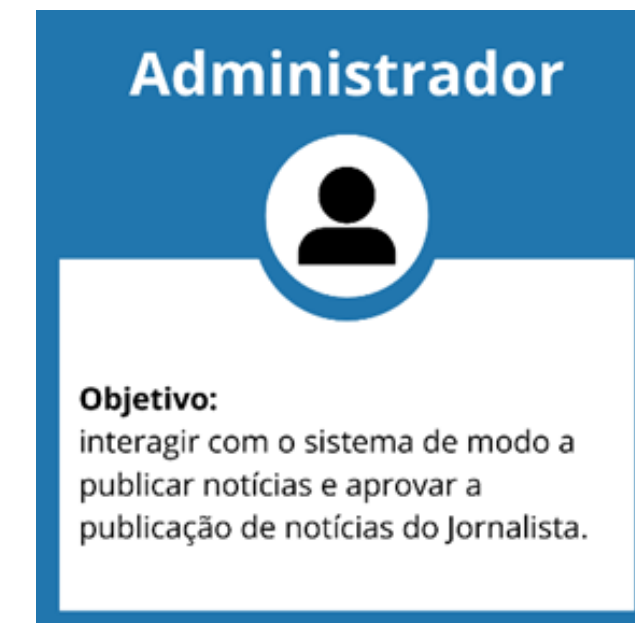 Administrador
Objetivo:
interagir com o sistema de modo a
publicar notícias e aprovar a
publicação de notícias do Jornalista.